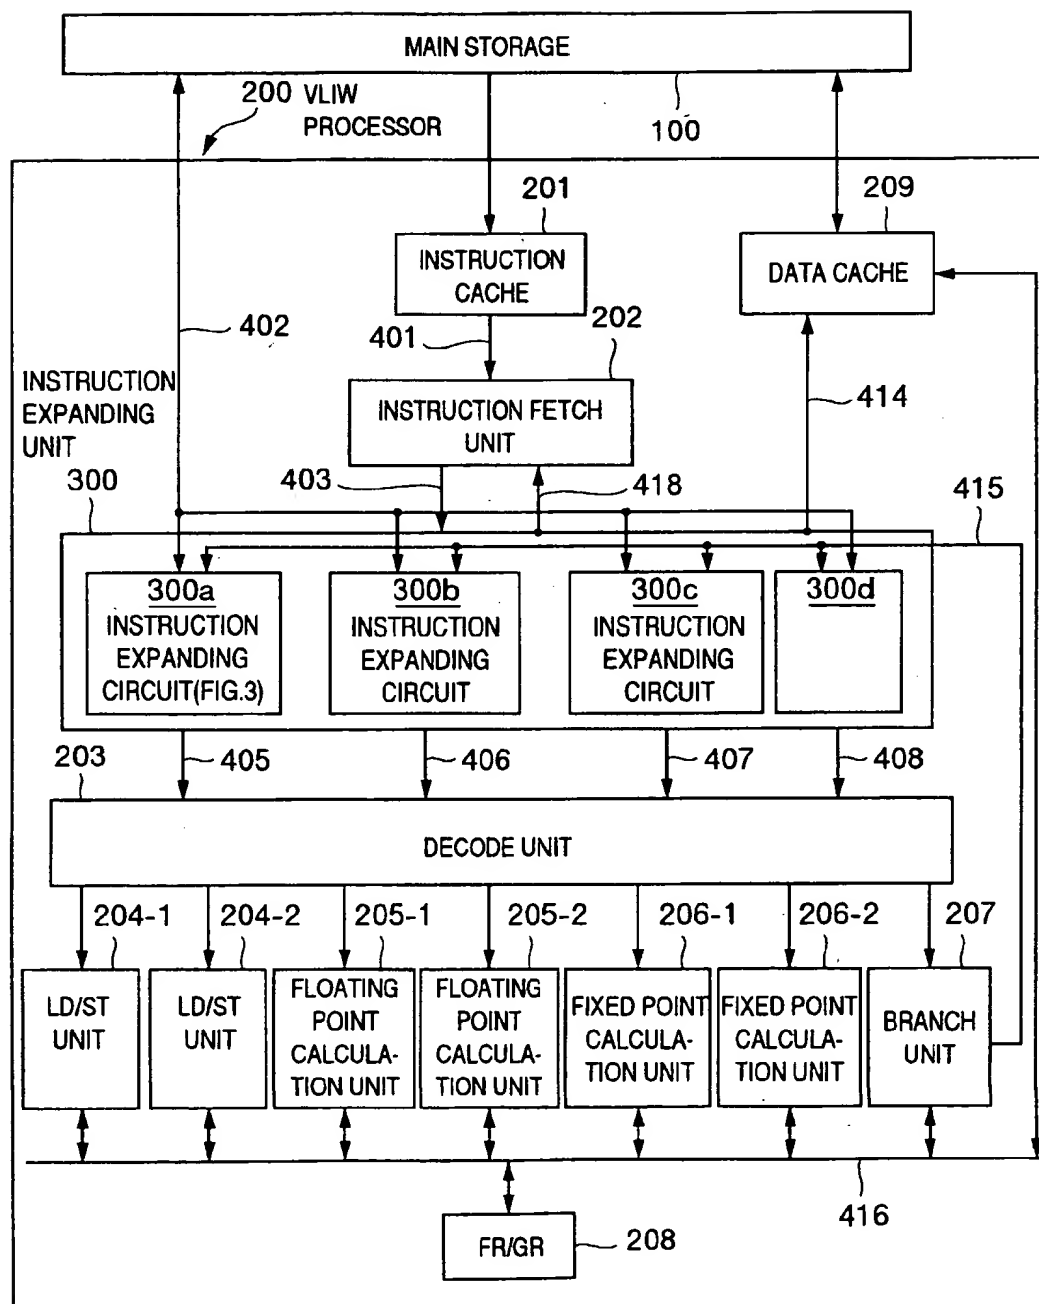 MAIN STORAGE
200
VLIW
PROCESSOR
100
201
209
INSTRUCTION
CACHE
DATA CACHE
402
401
202
INSTRUCTION
EXPANDING
UNIT
INSTRUCTION FETCH
UNIT
414
300
403
418
415
300a
INSTRUCTION
EXPANDING
CIRCUIT(FIG.3)
300b
INSTRUCTION
EXPANDING
CIRCUIT
300c
INSTRUCTION
EXPANDING
CIRCUIT
300d
203
405
406
407
408
DECODE UNIT
204-1
204-2
205-1
205-2
206-1
206-2
207
LD/ST
UNIT
LD/ST
UNIT
FLOATING
POINT
CALCULA-
TION UNIT
FLOATING
POINT
CALCULA-
TION UNIT
FIXED POINT
CALCULA-
TION UNIT
FIXED POINT
CALCULA-
TION UNIT
BRANCH
UNIT
416
FR/GR
208